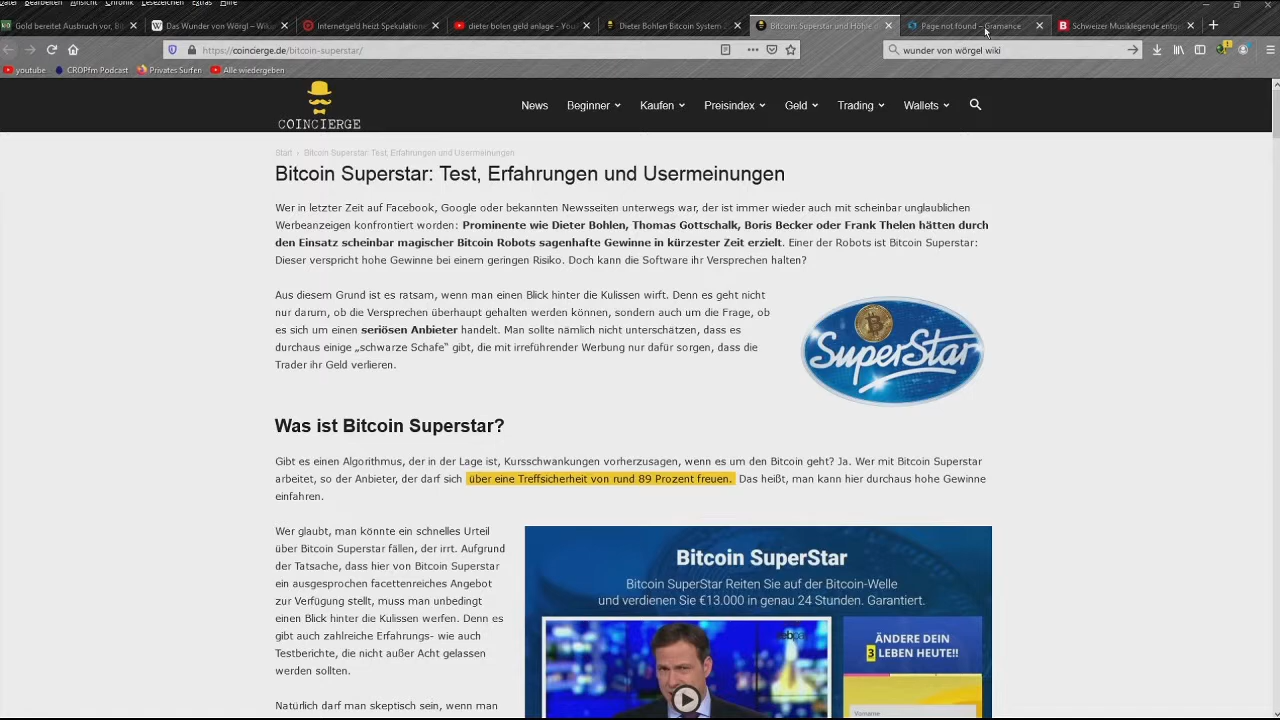 Datei Bearbeiten Ansicht Chronik Lesezeichen Extras Hilfe
Gold bereitet Ausbruch vor, Bit
Das Wunder von Wörgl – Wiki
Internetgeld heizt Spekulation
dieter bolen geld anlage - You
Dieter Bohlen Bitcoin System
Bitcoin Superstar und Höhle
Page not found – Gramance
Schweizer Musiklegende entg
https://coincierge.de/bitcoin-superstar/
wunder von wörgel wiki
youtube
CROPfm Podcast
Privates Surfen
Alle wiedergeben
COINCIERGE
News
Beginner
Kaufen
Preisindex
Geld
Trading
Wallets
Start › Bitcoin Superstar: Test, Erfahrungen und Usermeinungen
Bitcoin Superstar: Test, Erfahrungen und Usermeinungen
Wer in letzter Zeit auf Facebook, Google oder bekannten Newsseiten unterwegs war, der ist immer wieder auch mit scheinbar unglaublichen
Werbeanzeigen konfrontiert worden: Prominente wie Dieter Bohlen, Thomas Gottschalk, Boris Becker oder Frank Thelen hätten durch
den Einsatz scheinbar magischer Bitcoin Robots sagenhafte Gewinne in kürzester Zeit erzielt. Einer der Robots ist Bitcoin Superstar:
Dieser verspricht hohe Gewinne bei einem geringen Risiko. Doch kann die Software ihr Versprechen halten?
Aus diesem Grund ist es ratsam, wenn man einen Blick hinter die Kulissen wirft. Denn es geht nicht
nur darum, ob die Versprechen überhaupt gehalten werden können, sondern auch um die Frage, ob
es sich um einen seriösen Anbieter handelt. Man sollte nämlich nicht unterschätzen, dass es
durchaus einige „schwarze Schafe“ gibt, die mit irreführender Werbung nur dafür sorgen, dass die
Trader ihr Geld verlieren.
SuperStar
Was ist Bitcoin Superstar?
Gibt es einen Algorithmus, der in der Lage ist, Kursschwankungen vorherzusagen, wenn es um den Bitcoin geht? Ja. Wer mit Bitcoin Superstar
arbeitet, so der Anbieter, der darf sich über eine Treffsicherheit von rund 89 Prozent freuen. Das heißt, man kann hier durchaus hohe Gewinne
einfahren.
Wer glaubt, man könnte ein schnelles Urteil
über Bitcoin Superstar fällen, der irrt. Aufgrund
der Tatsache, dass hier von Bitcoin Superstar
ein ausgesprochen facettenreiches Angebot
zur Verfügung stellt, muss man unbedingt
einen Blick hinter die Kulissen werfen. Denn es
gibt auch zahlreiche Erfahrungs- wie auch
Testberichte, die nicht außer Acht gelassen
werden sollten.
Natürlich darf man skeptisch sein, wenn man
Bitcoin SuperStar
Bitcoin SuperStar Reiten Sie auf der Bitcoin-Welle
und verdienen Sie €13.000 in genau 24 Stunden. Garantiert.
ÄNDERE DEIN
3 LEBEN HEUTE!!
Vorname